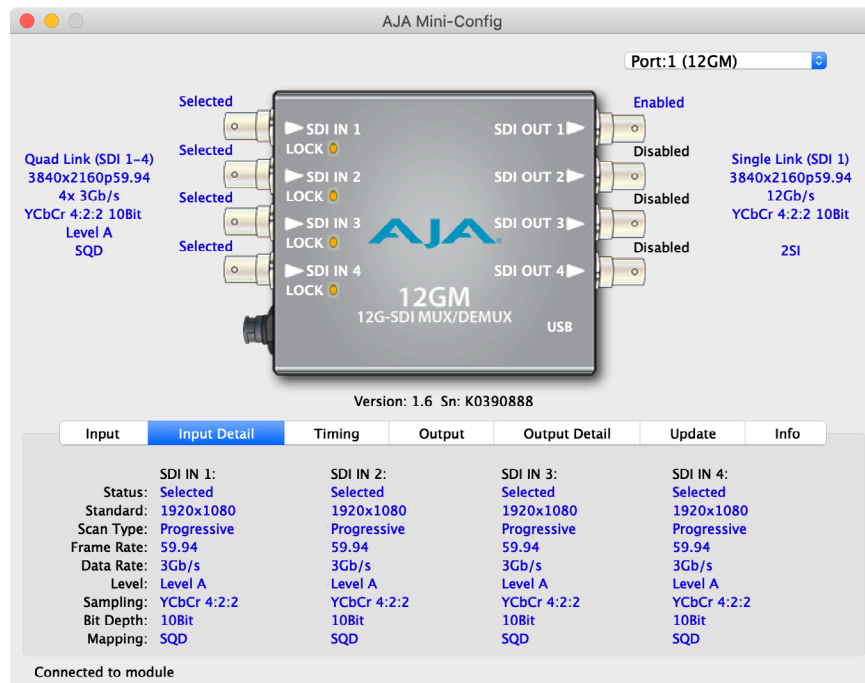 AJA Mini-Config
Port:1 (12GM)
Selected
Enabled
SDI IN 1
SDI OUT 1
LOCK
Selected
Disabled
Quad Link (SDI 1-4)
3840x2160p59.94
4x 3Gb/s
YCbCr 4:2:2 10Bit
Level A
SQD
SDI IN 2
SDI OUT 2
LOCK
Single Link (SDI 1)
3840x2160p59.94
12Gb/s
YCbCr 4:2:2 10Bit
2SI
Selected
Disabled
SDI IN 3
SDI OUT 3
LOCK
AJA
Selected
Disabled
SDI IN 4
SDI OUT 4
LOCK
12GM
12G-SDI MUX/DEMUX
USB
Version: 1.6 Sn: K0390888
Input Input Detail Timing Output Output Detail Update Info
SDI IN 1: SDI IN 2: SDI IN 3: SDI IN 4:
Status: Selected Selected Selected Selected
Standard: 1920x1080 1920x1080 1920x1080 1920x1080
Scan Type: Progressive Progressive Progressive Progressive
Frame Rate: 59.94 59.94 59.94 59.94
Data Rate: 3Gb/s 3Gb/s 3Gb/s 3Gb/s
Level: Level A Level A Level A Level A
Sampling: YCbCr 4:2:2 YCbCr 4:2:2 YCbCr 4:2:2 YCbCr 4:2:2
Bit Depth: 10Bit 10Bit 10Bit 10Bit
Mapping: SQD SQD SQD SQD
Connected to module